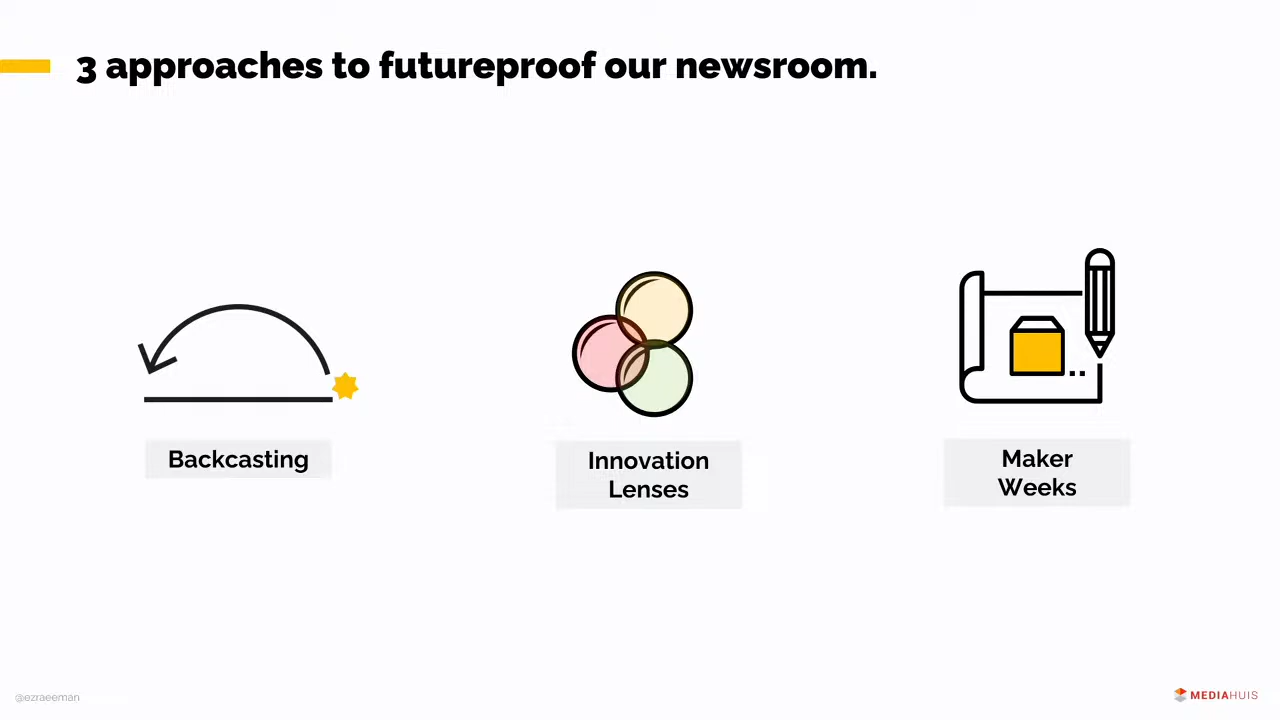 3 approaches to futureproof our newsroom.
Backcasting
Innovation
Lenses
Maker
Weeks
@ezraeeman
MEDIAHUIS